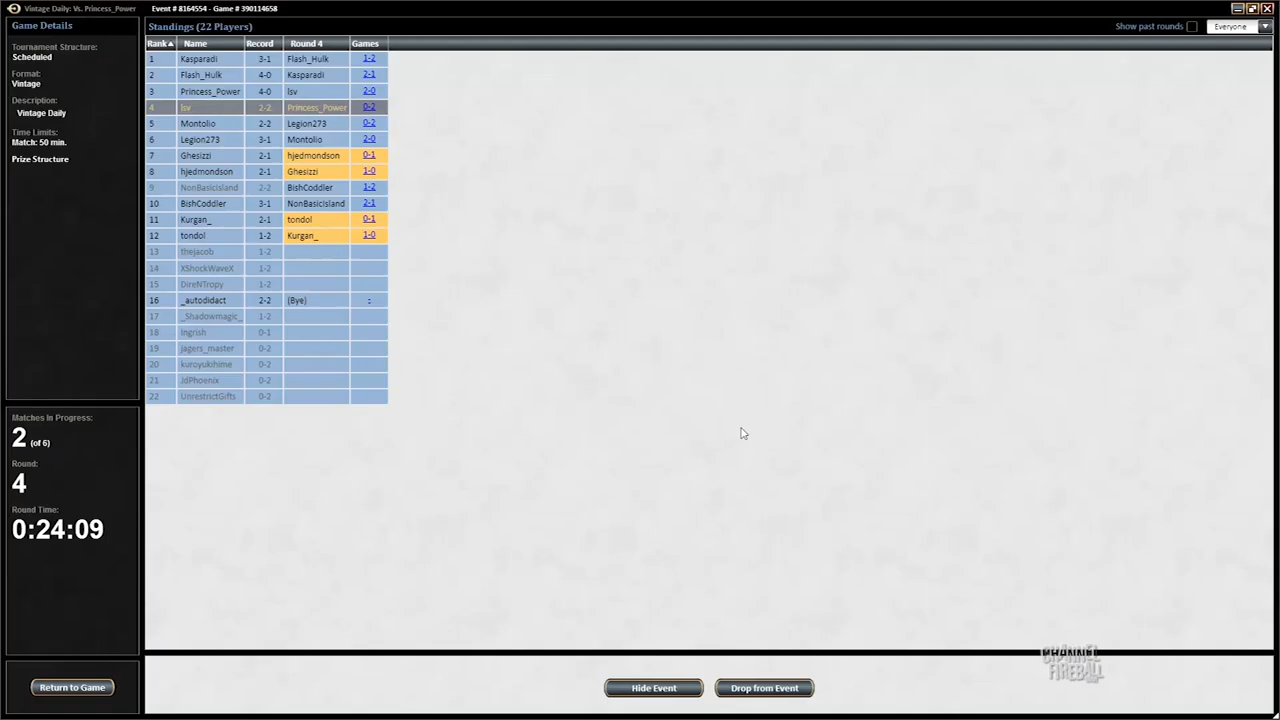 Vintage Daily: Vs. Princess_Power Event # 8164554 - Game # 390114658
Game Details
Tournament Structure:
Scheduled
Format:
Vintage
Description:
Vintage Daily
Time Limits:
Match: 50 min.
Prize Structure
Matches In Progress:
2 (of 6)
Round:
4
Round Time:
0:24:09
Return to Game
Standings (22 Players)
Show past rounds Everyone
Rank Name Record Round 4 Games
1 Kasparadi 3-1 Flash_Hulk 1-2
2 Flash_Hulk 4-0 Kasparadi 2-1
3 Princess_Power 4-0 lsv 2-0
4 lsv 2-2 Princess_Power 0-2
5 Montolio 2-2 Legion273 0-2
6 Legion273 3-1 Montolio 2-0
7 Ghesizzi 2-1 hjedmondson 0-1
8 hjedmondson 2-1 Ghesizzi 1-0
9 NonBasicIsland 2-2 BishCoddler 1-2
10 BishCoddler 3-1 NonBasicIsland 2-1
11 Kurgan_ 2-1 tondol 0-1
12 tondol 1-2 Kurgan_ 1-0
13 thejacob 1-2
14 XShockWaveX 1-2
15 DireNTropy 1-2
16 _autodidact 2-2 (Bye) -
17 _Shadowmagic_ 1-2
18 Ingrish 0-1
19 jagers_master 0-2
20 kuroyukihime 0-2
21 JdPhoenix 0-2
22 UnrestrictGifts 0-2
CHANNEL
FIREBALL
Hide Event Drop from Event